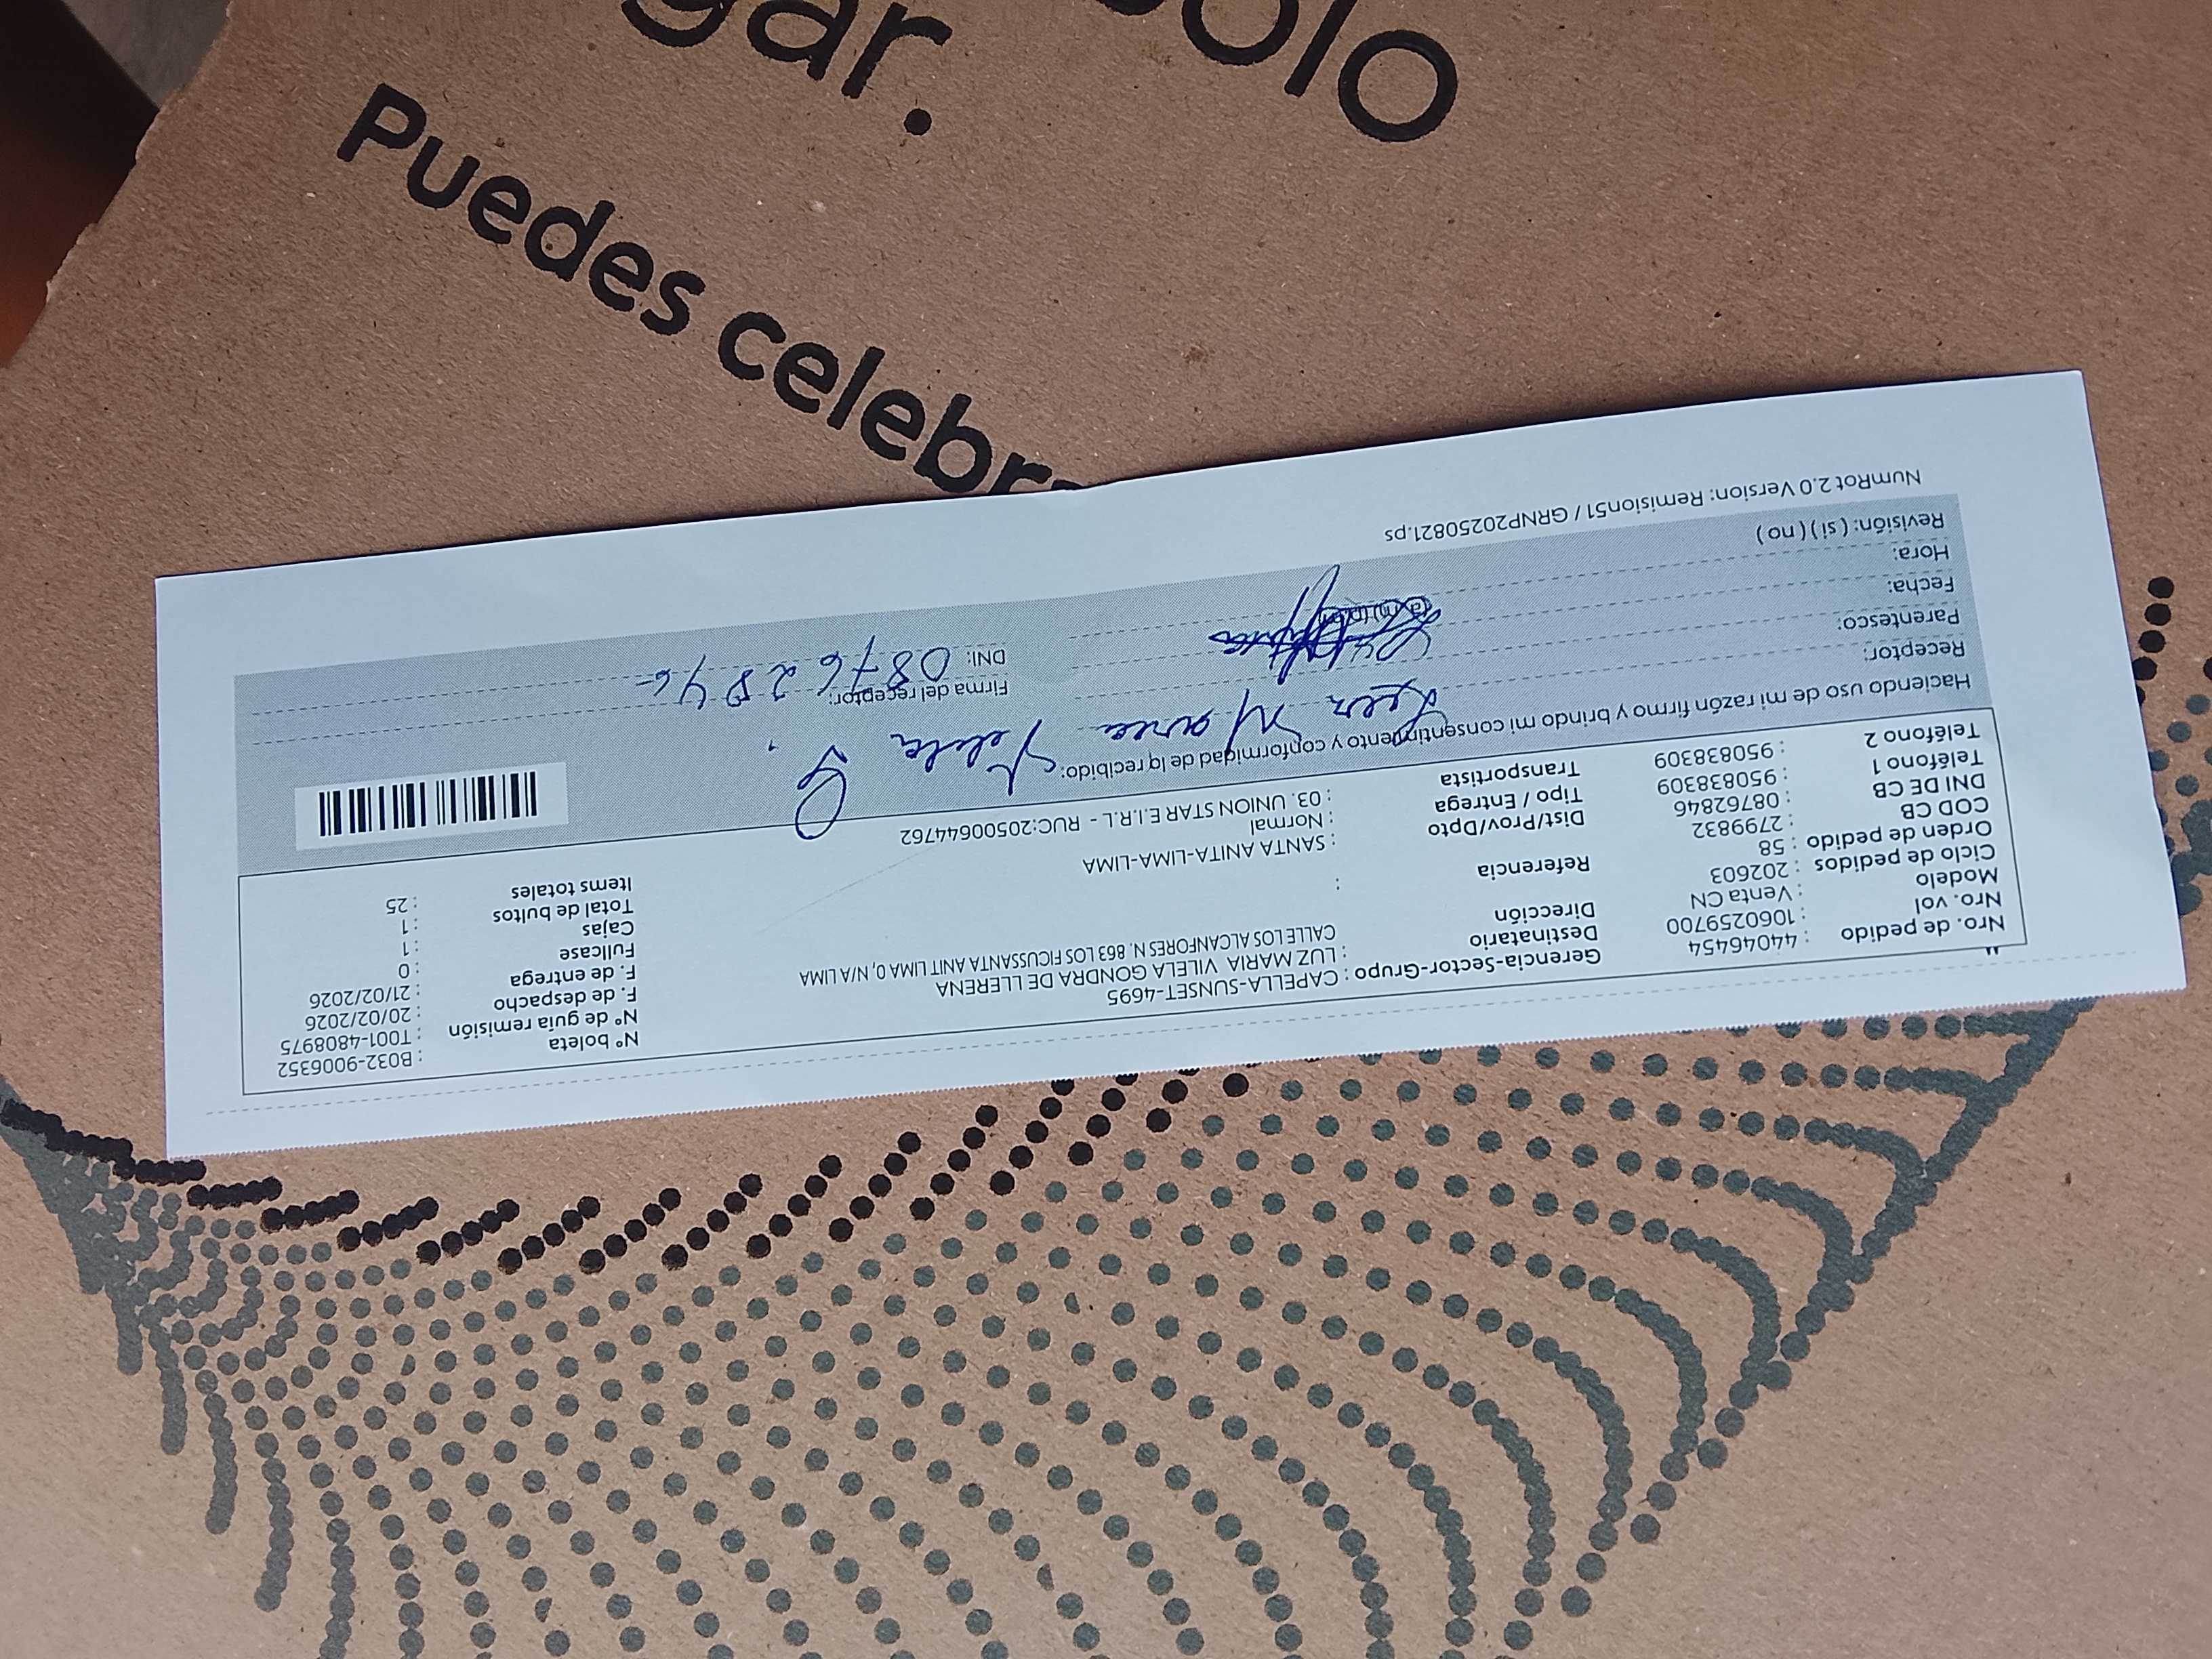 gar. solo
Puedes celebra
Nro. de pedido : 44046454
Nro. vol : 1060259700
Modelo : Venta CN
Ciclo de pedidos : 202603
Orden de pedido : 58
COD CB : 2799832
DNI DE CB : 08762846
Teléfono 1 : 950838309
Teléfono 2 : 950838309
Gerencia-Sector-Grupo : CAPELLA-SUNSET-4695
Destinatario : LUZ MARIA VILELA GONDRA DE LLERENA
Dirección : CALLE LOS ALCANFORES N. 863 LOS FICUSSANTA ANIT LIMA 0, N/A LIMA
Referencia :
Dist/Prov/Dpto : SANTA ANITA-LIMA-LIMA
Tipo / Entrega : Normal
Transportista : 03. UNION STAR E.I.R.L - RUC:20500644762
N° boleta : B032-9006352
N° de guía remisión : T001-4808975
F. de despacho : 20/02/2026
F. de entrega : 21/02/2026
Fullcase : 0
Cajas : 1
Total de bultos : 1
Items totales : 25
Haciendo uso de mi razón firmo y brindo mi consentimiento y conformidad de lo recibido:
Receptor: Luz Maria Vilela G.
Parentesco:
Fecha:
Hora: (a.m) (p.m)
Revisión: ( si ) ( no )
Firma del receptor:
DNI: 08762846
NumRot 2.0 Version: Remision51 / GRNP20250821.ps